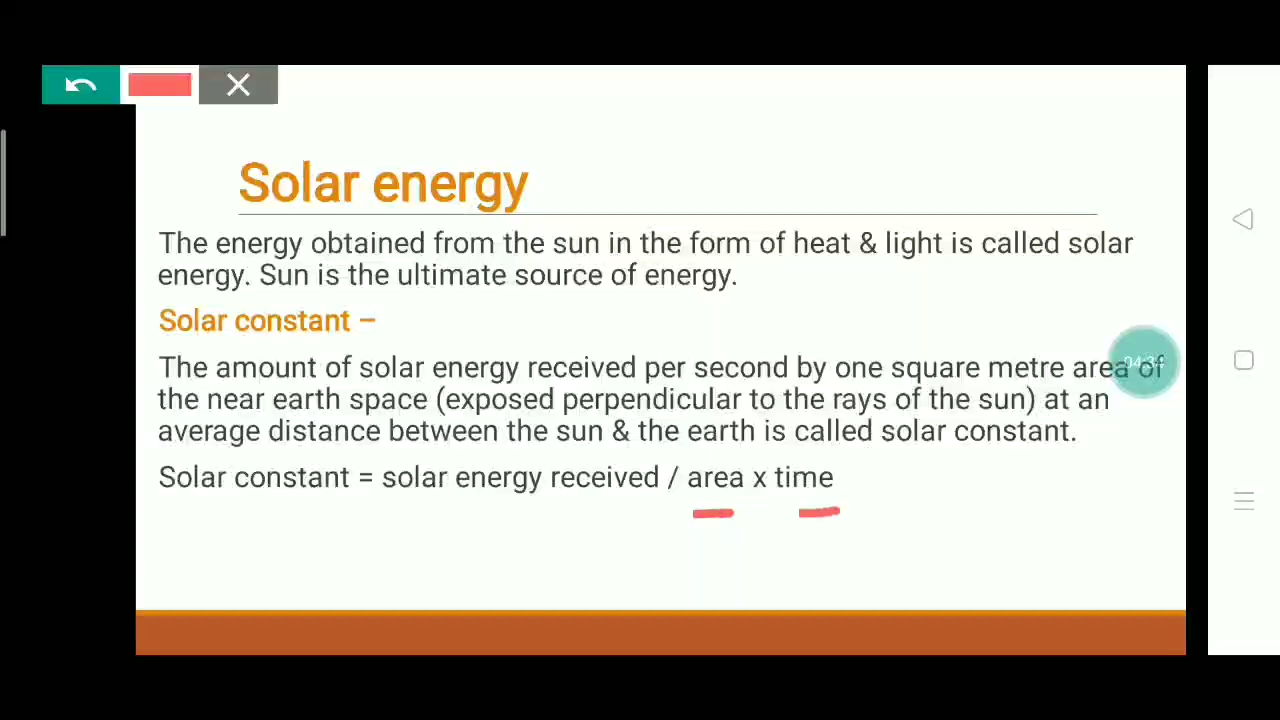 Solar energy
The energy obtained from the sun in the form of heat & light is called solar
energy. Sun is the ultimate source of energy.
Solar constant –
The amount of solar energy received per second by one square metre area of
the near earth space (exposed perpendicular to the rays of the sun) at an
average distance between the sun & the earth is called solar constant.
Solar constant = solar energy received / area x time